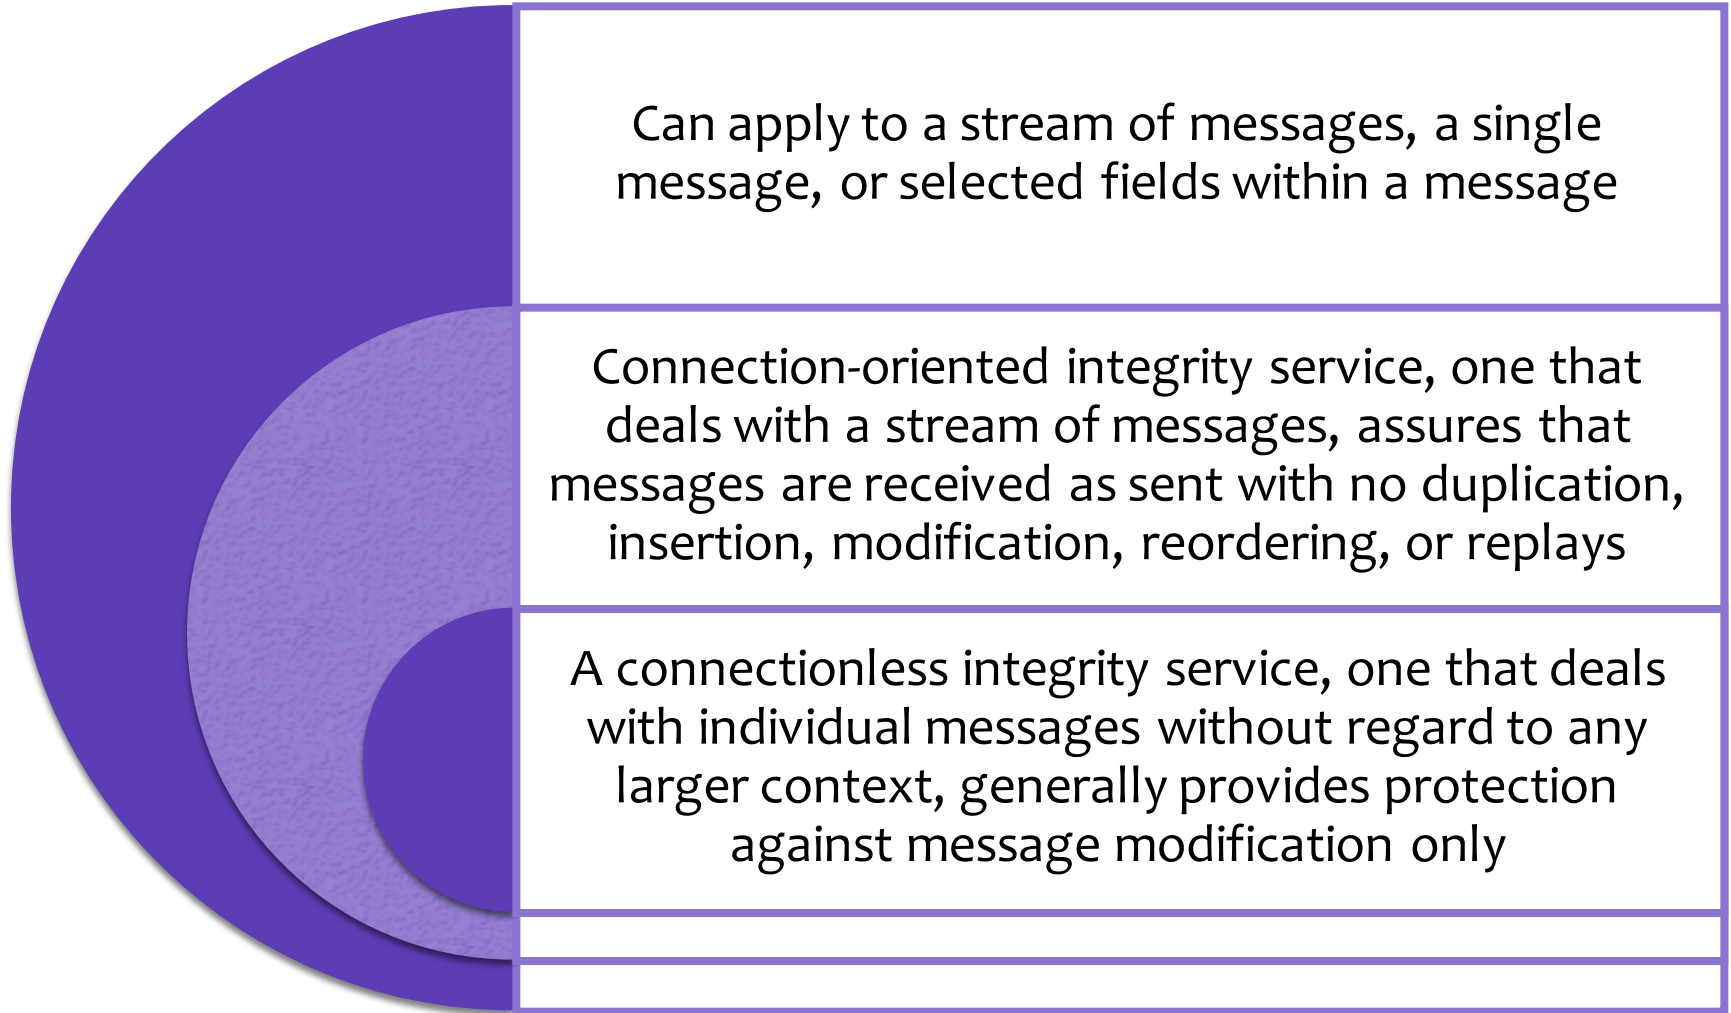 Can apply to a stream of messages, a single
message, or selected fields within a message
Connection-oriented integrity service, one that
deals with a stream of messages, assures that
messages are received as sent with no duplication,
insertion, modification, reordering, or replays
A connectionless integrity service, one that deals
with individual messages without regard to any
larger context, generally provides protection
against message modification only